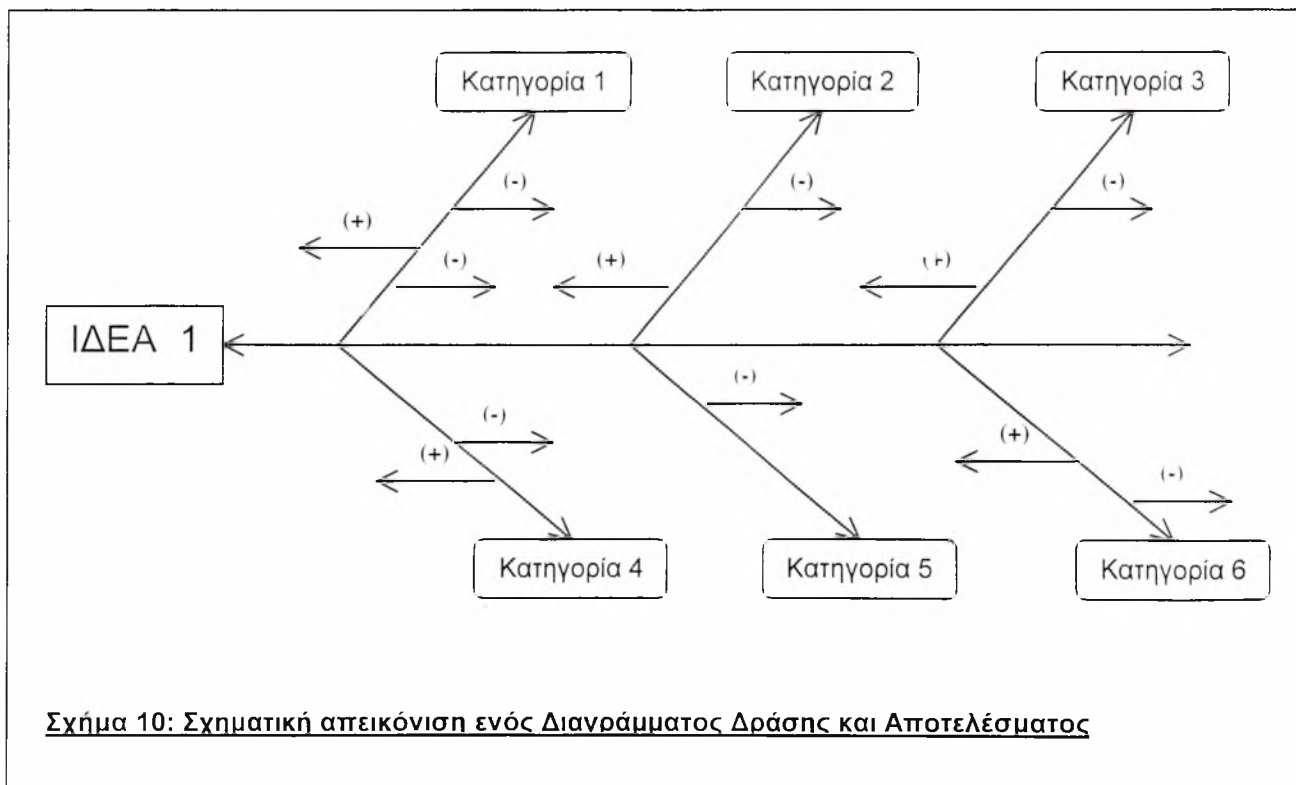 Κατηγορία 1
Κατηγορία 2
Κατηγορία 3
(-)
(-)
(-)
(+)
(-)
(+)
(+)
ΙΔΕΑ 1
(-)
(-)
(+)
(+)
(-)
Κατηγορία 4
Κατηγορία 5
Κατηγορία 6
Σχήμα 10: Σχηματική απεικόνιση ενός Διαγράμματος Δράσης και Αποτελέσματος